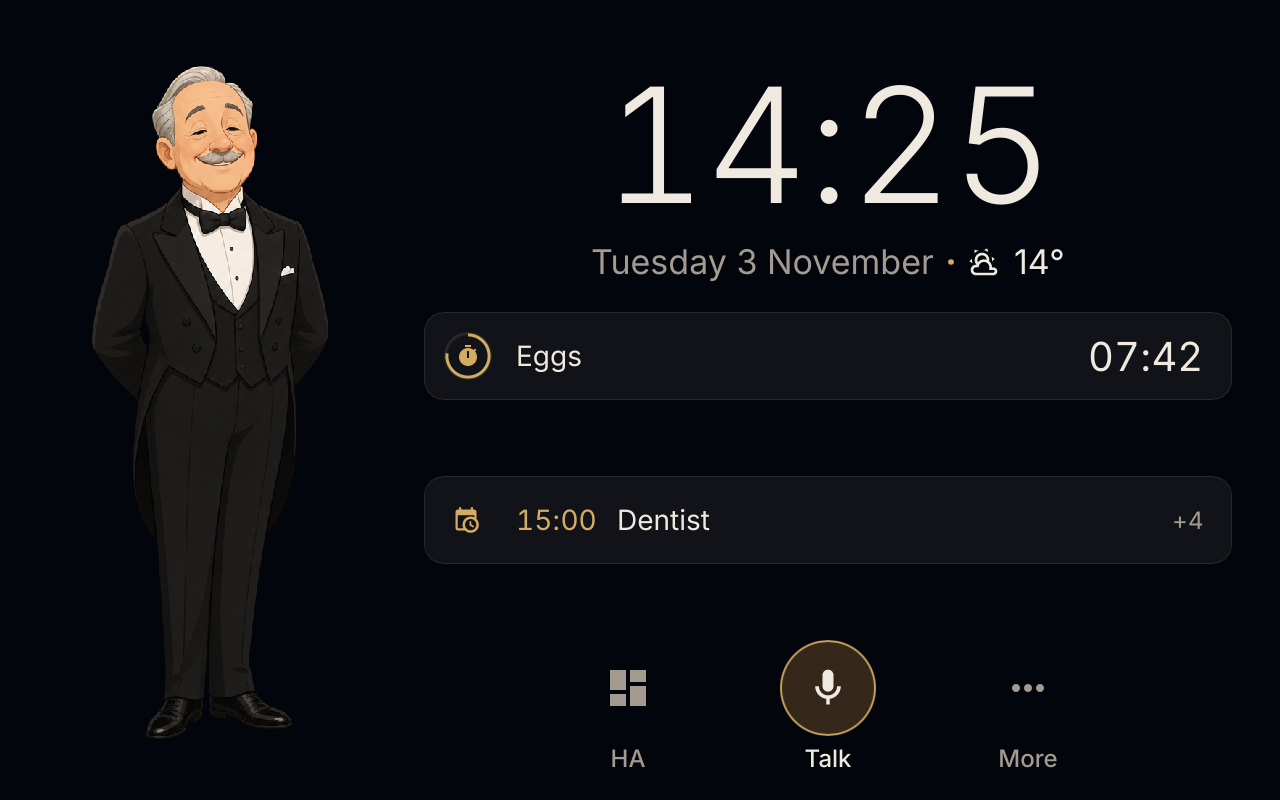 14:25
Tuesday 3 November • 14°
Eggs 07:42
15:00 Dentist +4
HA Talk More